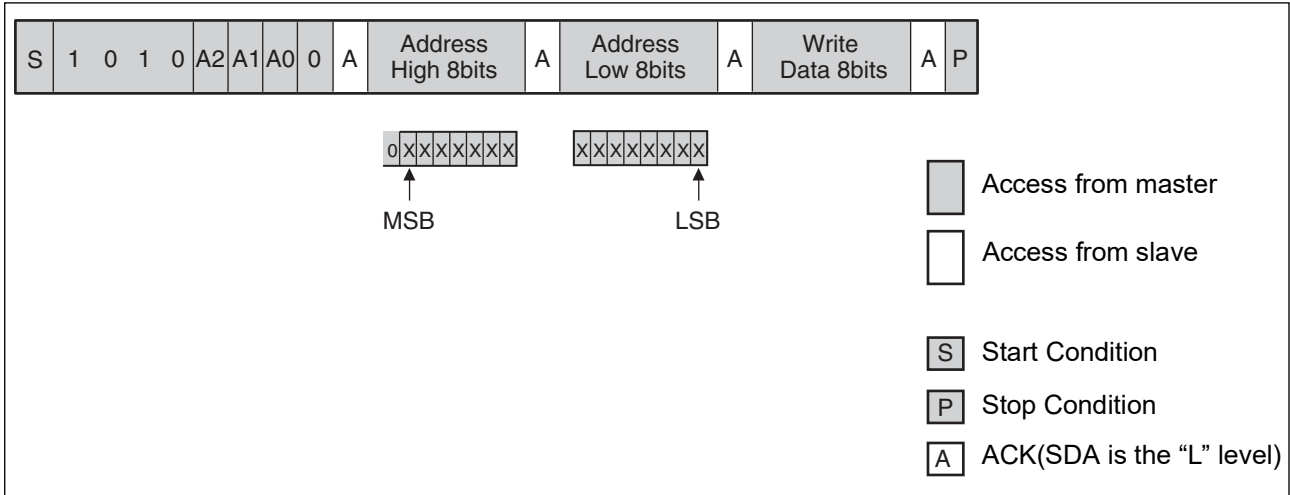 S 1 0 1 0 A2 A1 A0 0 A Address High 8bits A Address Low 8bits A Write Data 8bits A P
0 X X X X X X X X X X X X X X X
MSB LSB
Access from master
Access from slave
S Start Condition
P Stop Condition
A ACK(SDA is the “L” level)